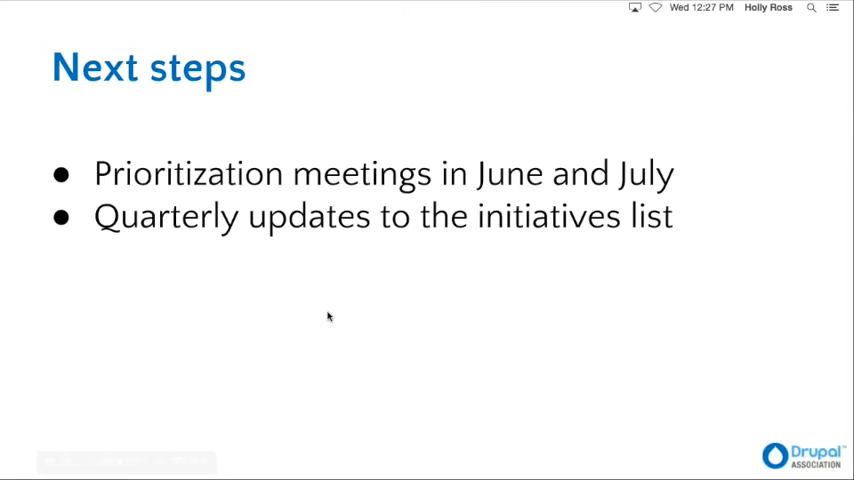 Wed 12:27 PM Holly Ross
Next steps
● Prioritization meetings in June and July
● Quarterly updates to the initiatives list
Drupal™
ASSOCIATION